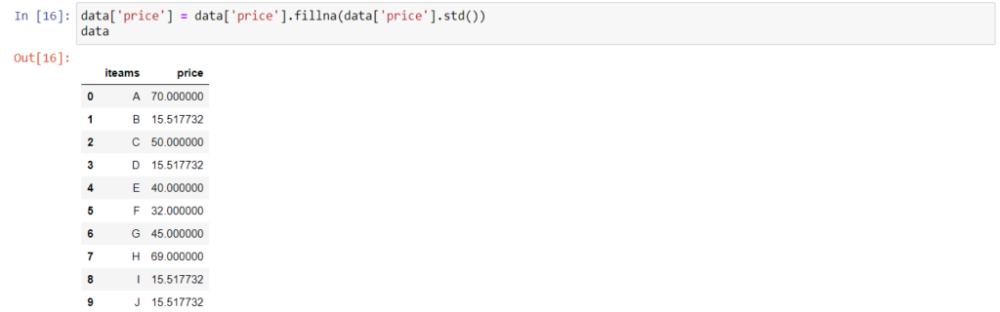 In [16]: data['price'] = data['price'].fillna(data['price'].std())
data
Out[16]:
iteams price
0 A 70.000000
1 B 15.517732
2 C 50.000000
3 D 15.517732
4 E 40.000000
5 F 32.000000
6 G 45.000000
7 H 69.000000
8 I 15.517732
9 J 15.517732